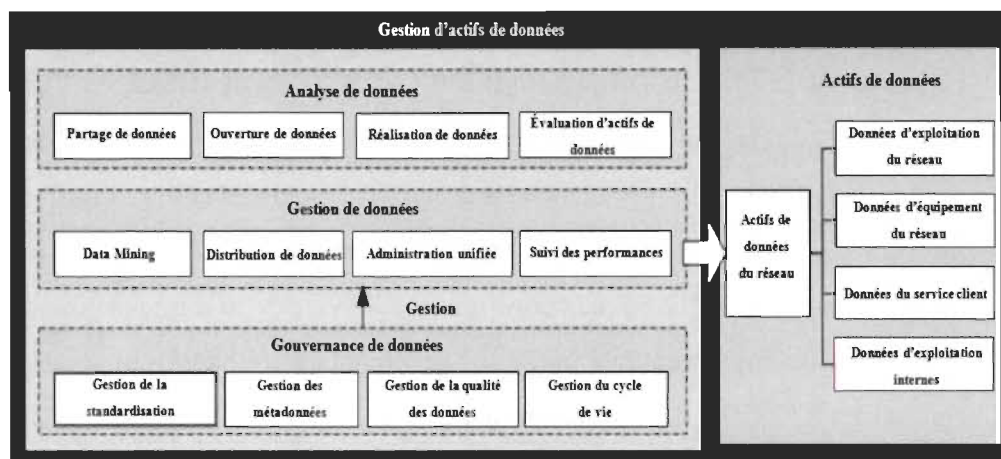 Gestion d'actifs de données
Analyse de données
Partage de données
Ouverture de données
Réalisation de données
Évaluation d'actifs de
données
Gestion de données
Data Mining
Distribution de données
Administration unifiée
Suivi des performances
Gestion
Gouvernance de données
Gestion de la
standardisation
Gestion des
métadonnées
Gestion de la qualité
des données
Gestion du cycle
de vie
Actifs de données
Actifs de
données
du réseau
Données d'exploitation
du réseau
Données d'équipement
du réseau
Données du service client
Données d'exploitation
internes